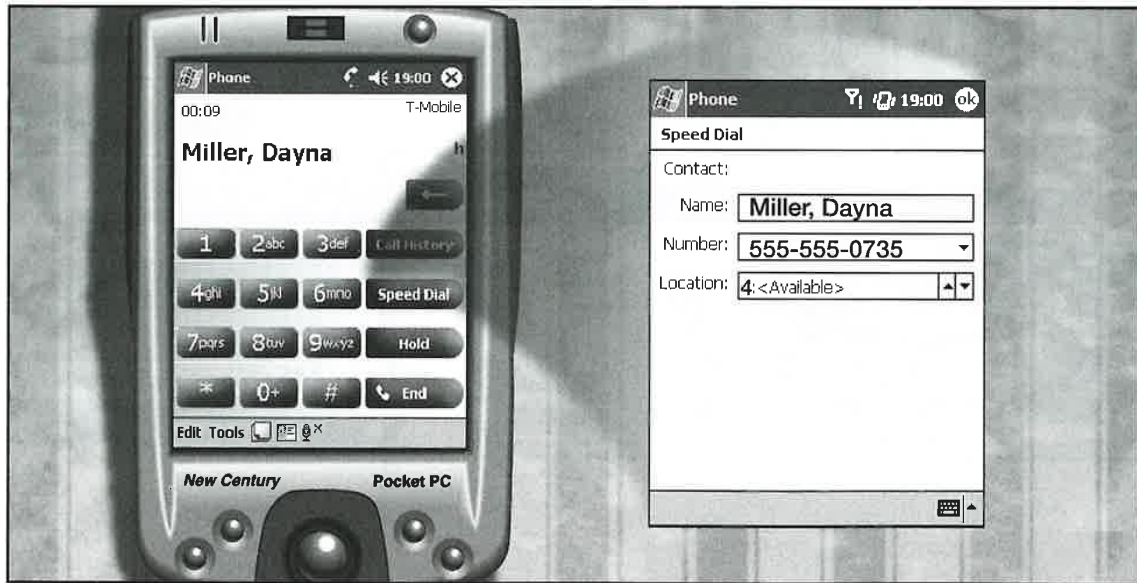 Phone 19:00
00:09 T-Mobile
Miller, Dayna h
1 2abc 3def Call History
4ghi 5jkl 6mno Speed Dial
7pqrs 8tuv 9wxyz Hold
* 0+ # End
Edit Tools
New Century Pocket PC
Phone 19:00 ok
Speed Dial
Contact:
Name: Miller, Dayna
Number: 555-555-0735
Location: 4:<Available>